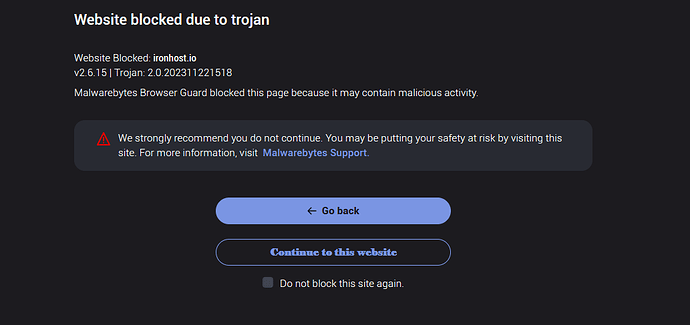 Website blocked due to trojan
Website Blocked: ironhost.io
v2.6.15 | Trojan: 2.0.202311221518
Malwarebytes Browser Guard blocked this page because it may contain malicious activity.
We strongly recommend you do not continue. You may be putting your safety at risk by visiting this
site. For more information, visit Malwarebytes Support.
Go back
Continue to this website
Do not block this site again.